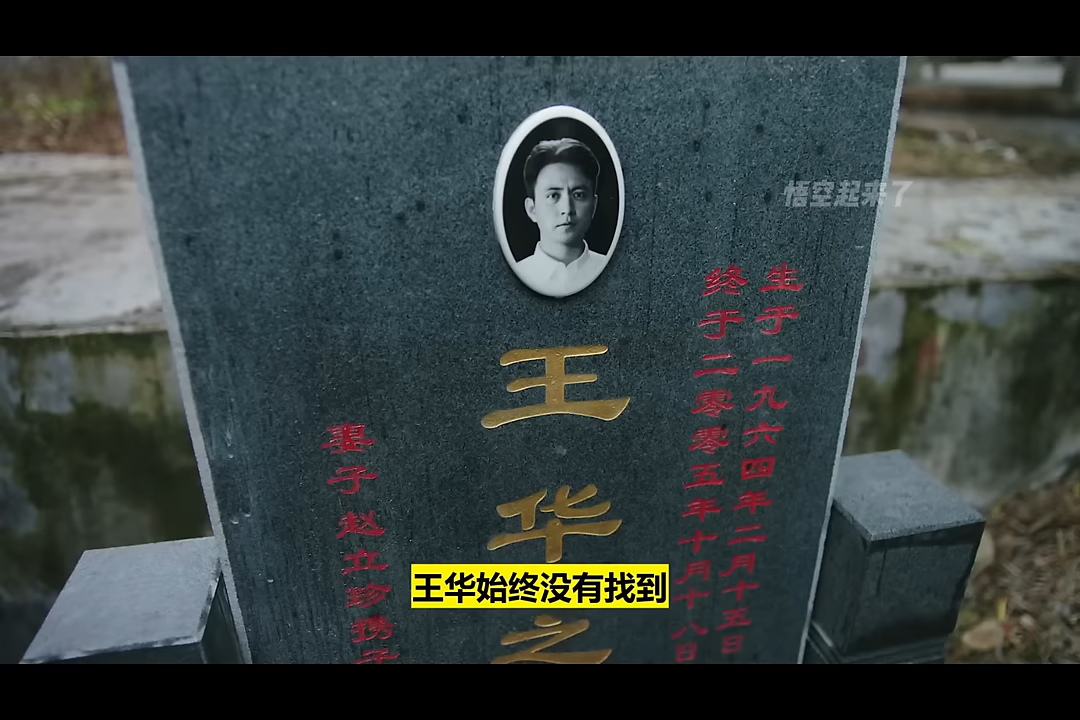 悟空起来了
生于一九六四年二月十五日
终于二零零五年十月十八日
王华之
妻子赵立珍携子
王华始终没有找到